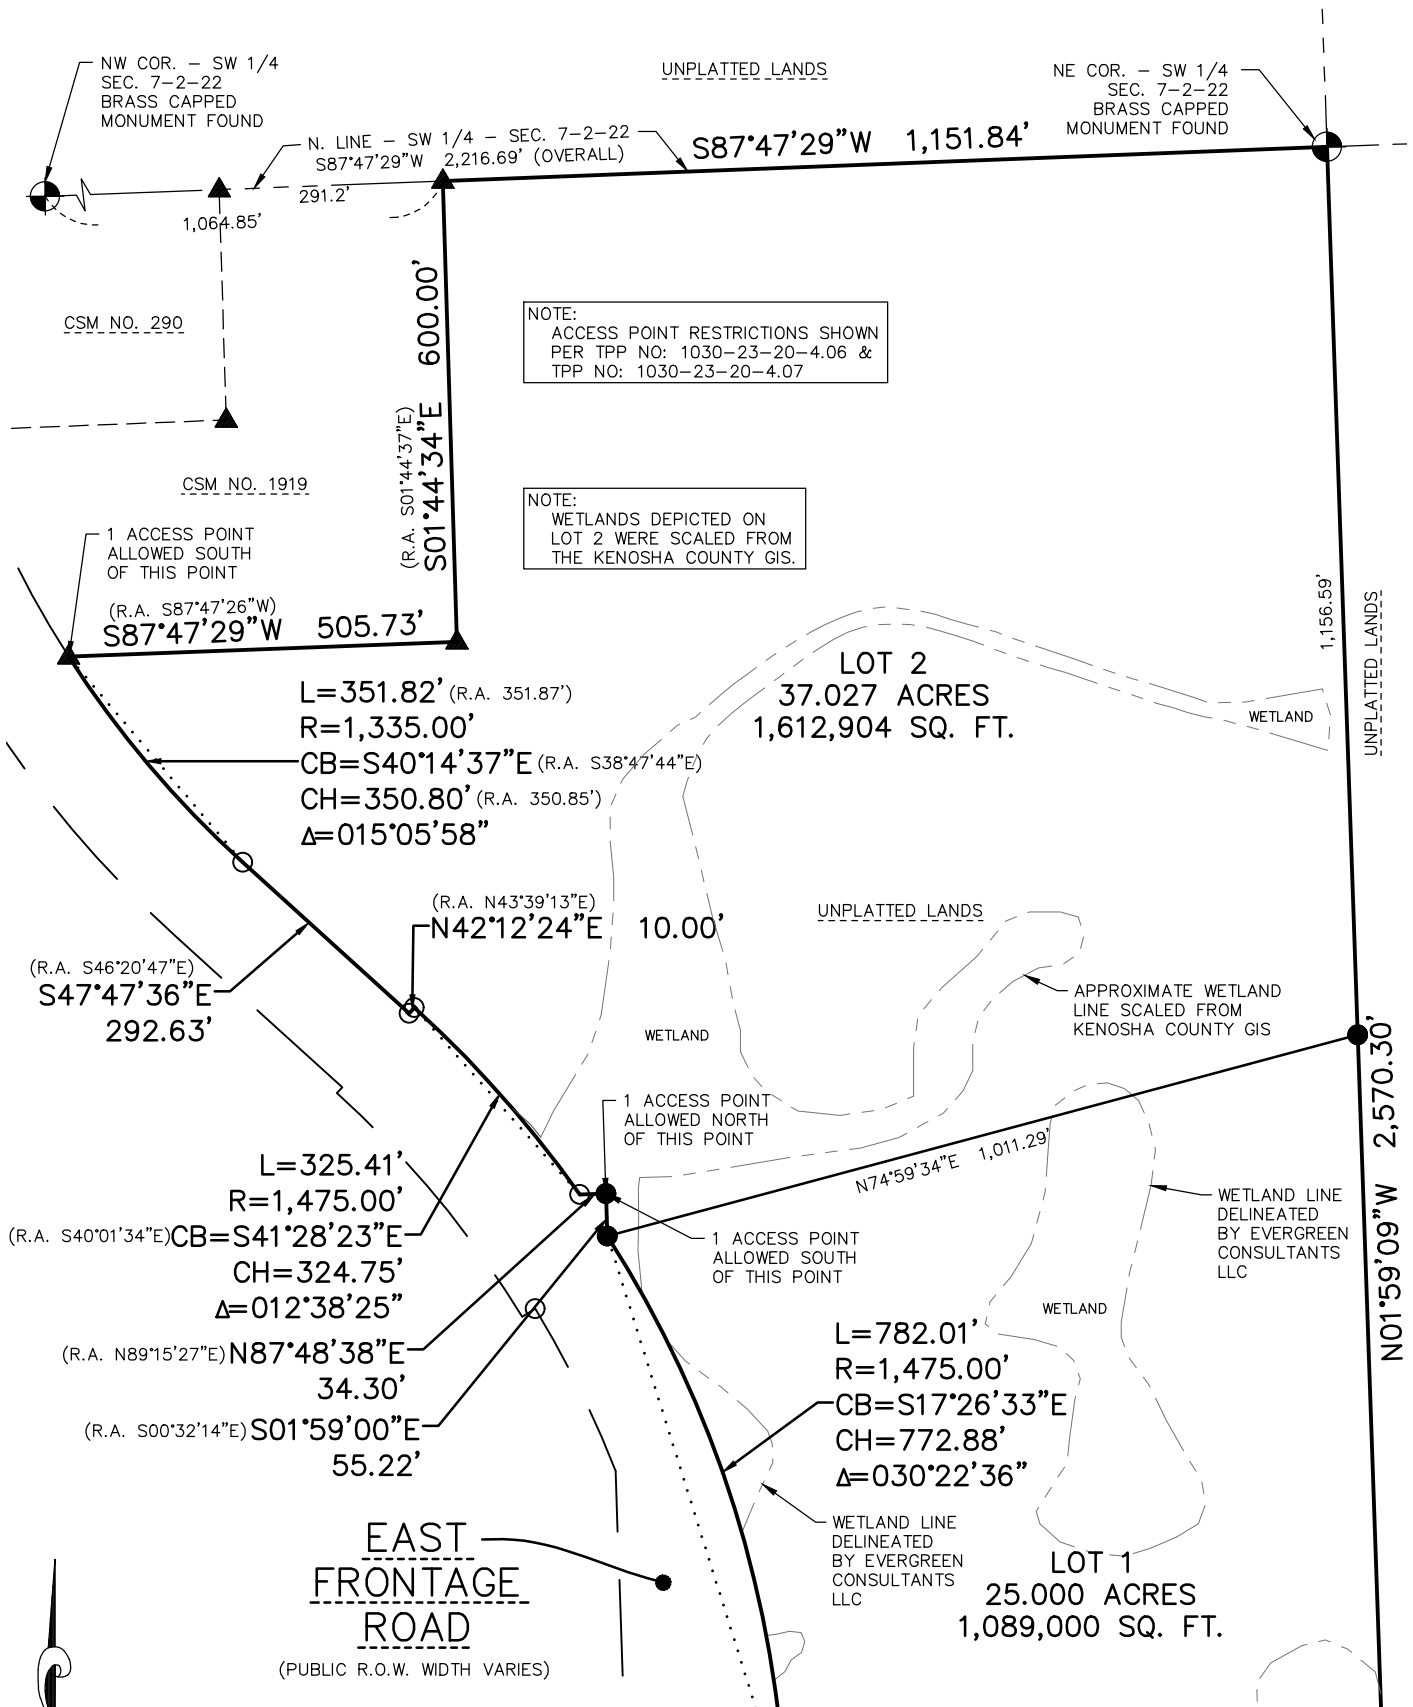 NW COR. – SW 1/4
SEC. 7–2–22
BRASS CAPPED
MONUMENT FOUND
UNPLATTED LANDS
NE COR. – SW 1/4
SEC. 7–2–22
BRASS CAPPED
MONUMENT FOUND
N. LINE – SW 1/4 – SEC. 7–2–22
S87°47'29"W 2,216.69' (OVERALL)
S87°47'29"W 1,151.84'
291.2'
1,064.85'
CSM NO. 290
600.00'
S01°44'34"E
(R.A. S01°44'37"E)
NOTE:
ACCESS POINT RESTRICTIONS SHOWN
PER TPP NO: 1030–23–20–4.06 &
TPP NO: 1030–23–20–4.07
CSM NO. 1919
NOTE:
WETLANDS DEPICTED ON
LOT 2 WERE SCALED FROM
THE KENOSHA COUNTY GIS.
1 ACCESS POINT
ALLOWED SOUTH
OF THIS POINT
(R.A. S87°47'26"W)
S87°47'29"W 505.73'
1,156.59'
UNPLATTED LANDS
LOT 2
37.027 ACRES
1,612,904 SQ. FT.
WETLAND
L=351.82' (R.A. 351.87')
R=1,335.00'
CB=S40°14'37"E (R.A. S38°47'44"E)
CH=350.80' (R.A. 350.85')
Δ=015°05'58"
(R.A. N43°39'13"E)
N42°12'24"E 10.00'
UNPLATTED LANDS
(R.A. S46°20'47"E)
S47°47'36"E
292.63'
APPROXIMATE WETLAND
LINE SCALED FROM
KENOSHA COUNTY GIS
WETLAND
1 ACCESS POINT
ALLOWED NORTH
OF THIS POINT
N74°59'34"E 1,011.29'
N01°59'09"W 2,570.30'
L=325.41'
R=1,475.00'
(R.A. S40°01'34"E) CB=S41°28'23"E
CH=324.75'
Δ=012°38'25"
1 ACCESS POINT
ALLOWED SOUTH
OF THIS POINT
WETLAND LINE
DELINEATED
BY EVERGREEN
CONSULTANTS
LLC
WETLAND
(R.A. N89°15'27"E) N87°48'38"E
34.30'
(R.A. S00°32'14"E) S01°59'00"E
55.22'
L=782.01'
R=1,475.00'
CB=S17°26'33"E
CH=772.88'
Δ=030°22'36"
WETLAND LINE
DELINEATED
BY EVERGREEN
CONSULTANTS
LLC
EAST
FRONTAGE
ROAD
(PUBLIC R.O.W. WIDTH VARIES)
LOT 1
25.000 ACRES
1,089,000 SQ. FT.